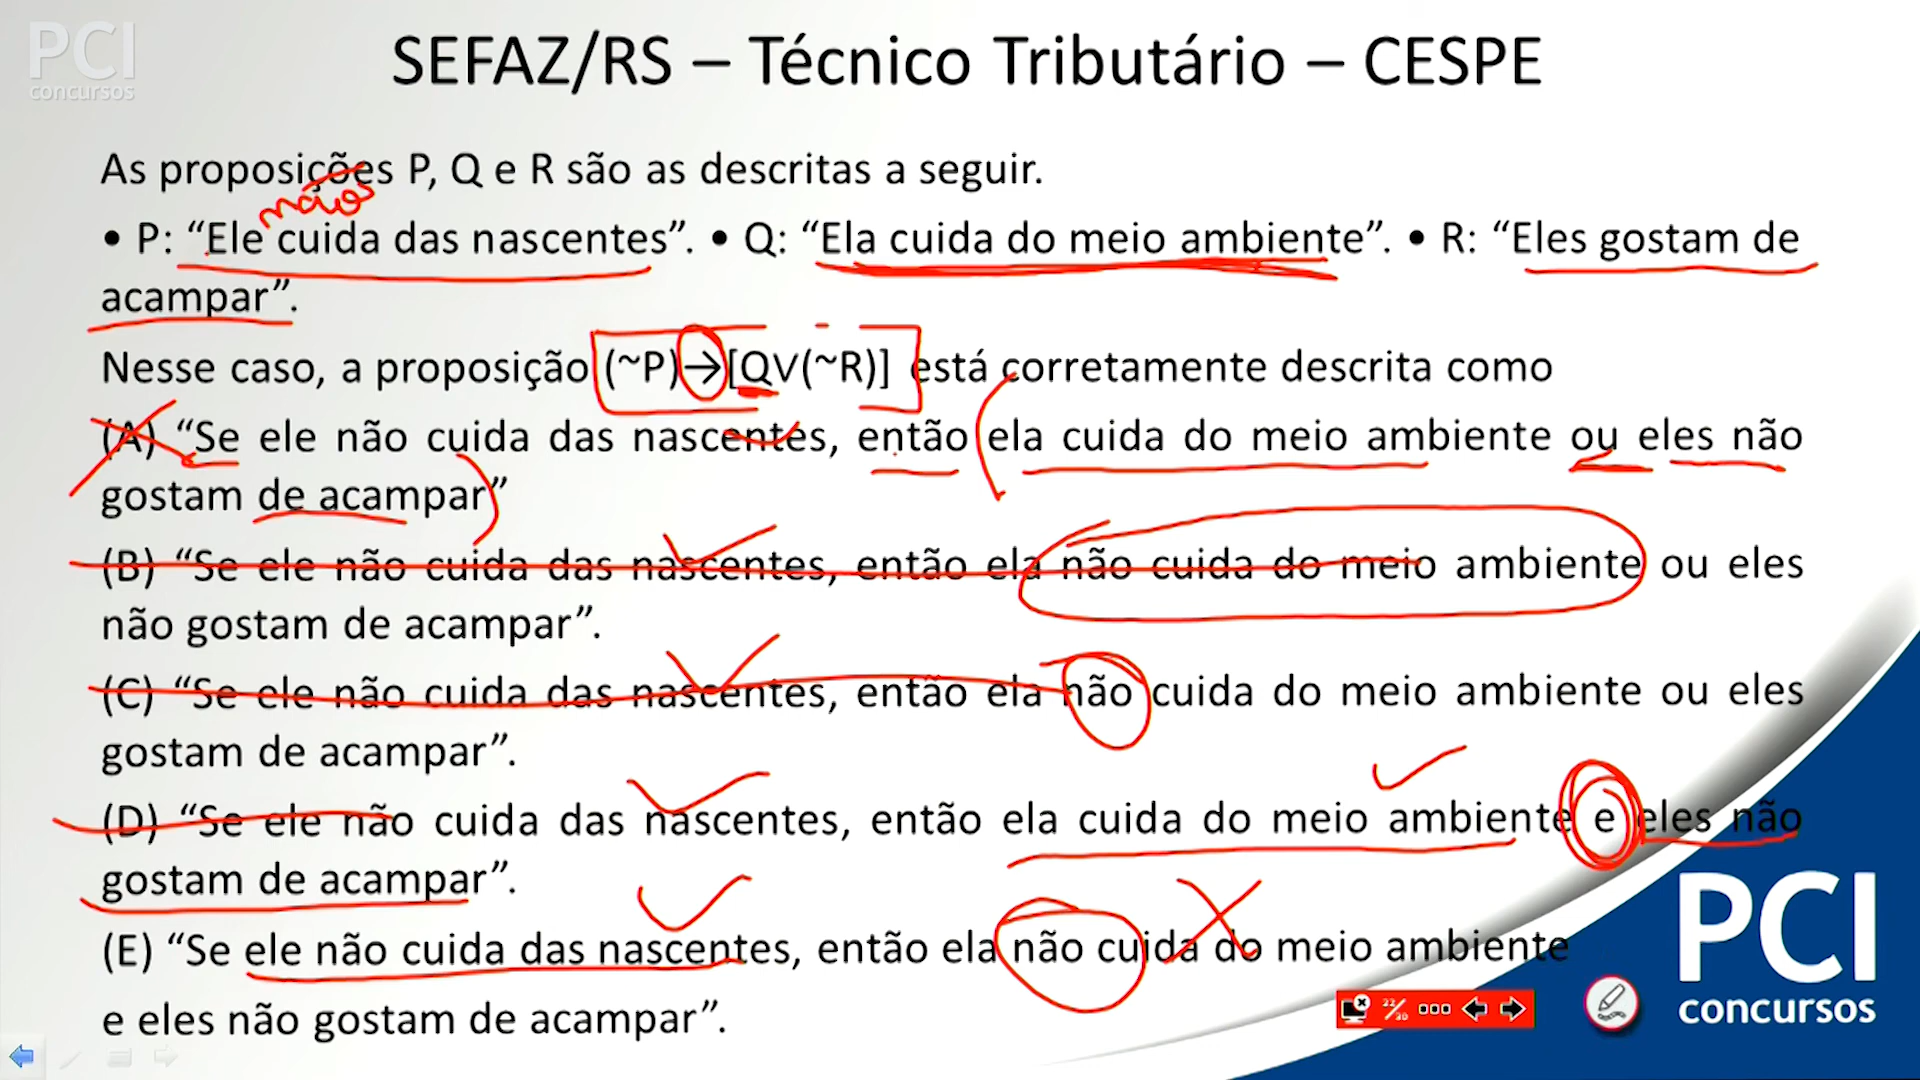 PCI
concursos
SEFAZ/RS – Técnico Tributário – CESPE
As proposições P, Q e R são as descritas a seguir.
não
• P: “Ele cuida das nascentes”. • Q: “Ela cuida do meio ambiente”. • R: “Eles gostam de
acampar”.
Nesse caso, a proposição (~P)→[Q∨(~R)] está corretamente descrita como
(A) “Se ele não cuida das nascentes, então ela cuida do meio ambiente ou eles não
gostam de acampar”
(B) “Se ele não cuida das nascentes, então ela não cuida do meio ambiente ou eles
não gostam de acampar”.
(C) “Se ele não cuida das nascentes, então ela não cuida do meio ambiente ou eles
gostam de acampar”.
(D) “Se ele não cuida das nascentes, então ela cuida do meio ambiente e eles não
gostam de acampar”.
(E) “Se ele não cuida das nascentes, então ela não cuida do meio ambiente
e eles não gostam de acampar”.
PCI
concursos
22/30